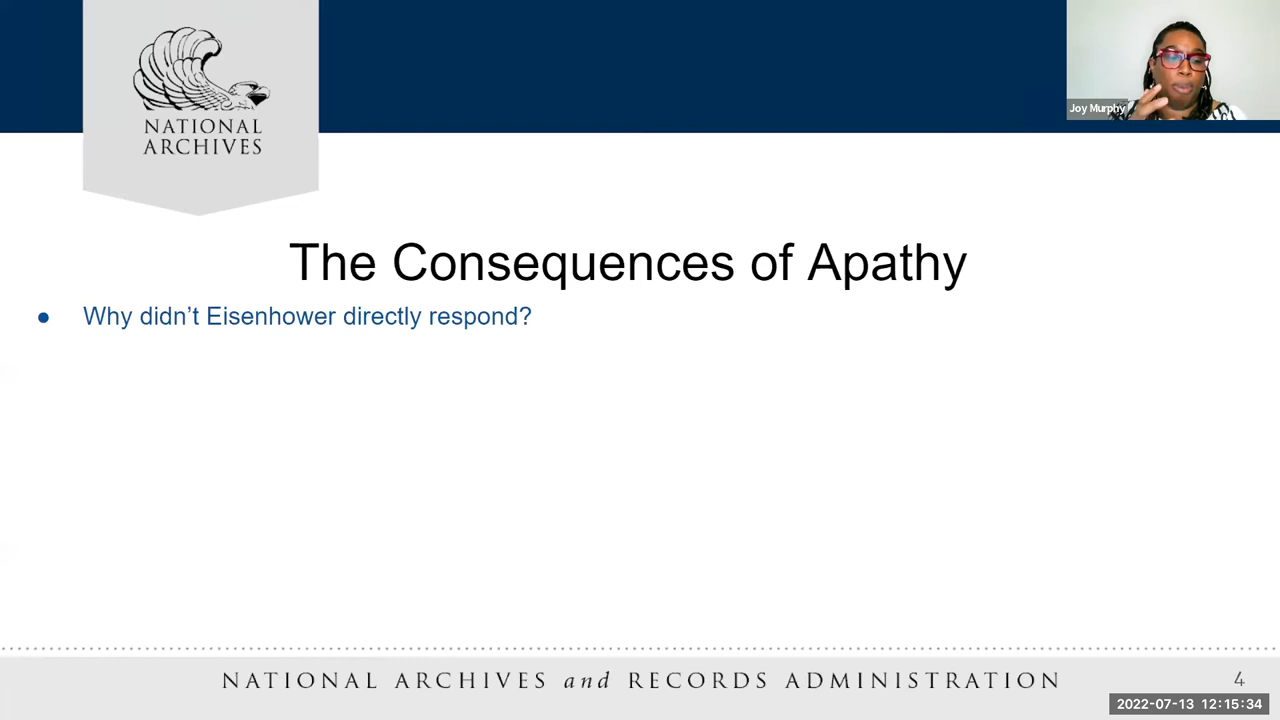 NATIONAL
ARCHIVES
Joy Murphy
The Consequences of Apathy
● Why didn't Eisenhower directly respond?
NATIONAL ARCHIVES and RECORDS ADMINISTRATION
4
2022-07-13 12:15:34